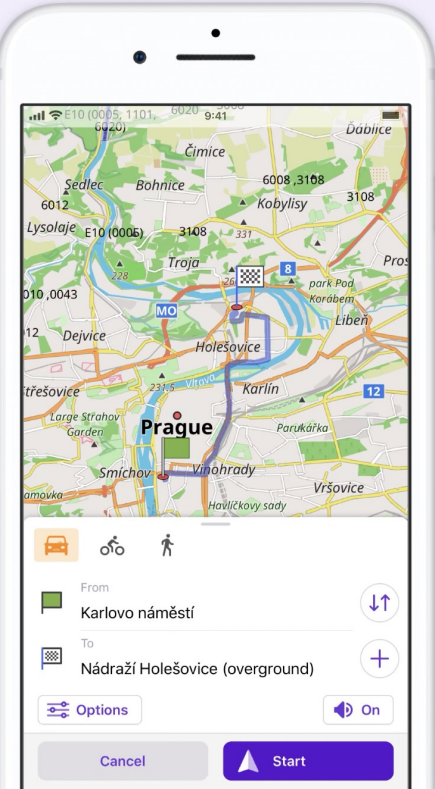 E10 (0005, 1101,
6020)
6020
9:41
Ďáblice
Čimice
Sedlec
Bohnice
6008 ,3108
6012
Kobylisy
3108
Lysolaje
E10 (0005)
3108
331
Troja
228
8
Pros
010 ,0043
park Pod
Korábem
MO
Libeň
12
Dejvice
Holešovice
Vltava
231,5
Karlín
12
třešovice
Large Strahov
Garden
Prague
Parukářka
Smíchov
Vinohrady
Vršovice
amovka
Havlíčkovy sady
From
Karlovo náměstí
To
Nádraží Holešovice (overground)
Options
On
Cancel
Start